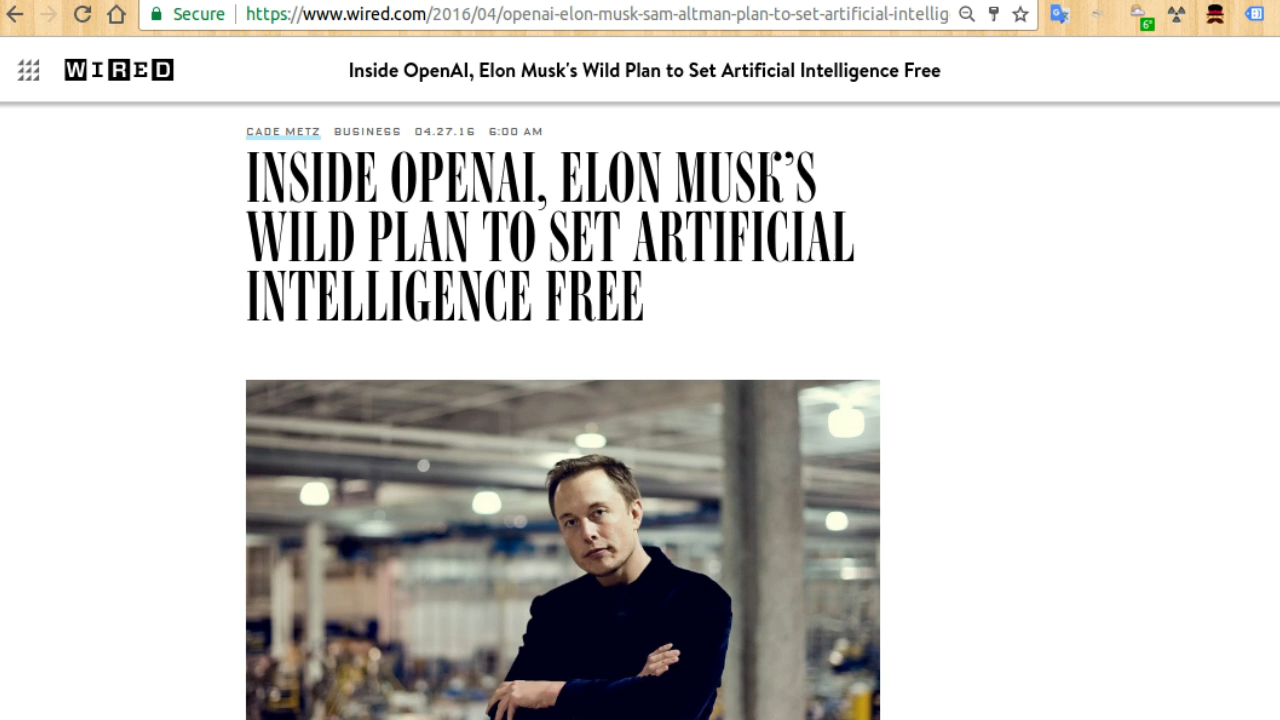 Secure https://www.wired.com/2016/04/openai-elon-musk-sam-altman-plan-to-set-artificial-intellig
6°
WIRED Inside OpenAI, Elon Musk's Wild Plan to Set Artificial Intelligence Free
CADE METZ BUSINESS 04.27.16 6:00 AM
INSIDE OPENAI, ELON MUSK’S
WILD PLAN TO SET ARTIFICIAL
INTELLIGENCE FREE